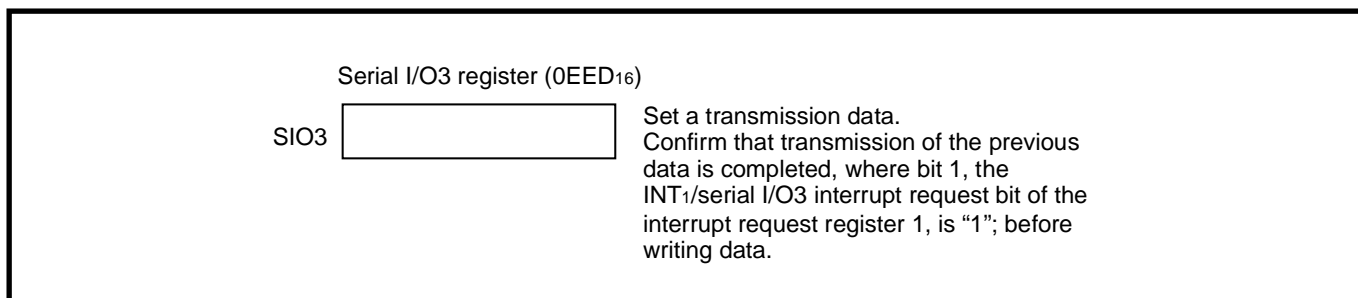 Serial I/O3 register (0EED16)
SIO3
Set a transmission data.
Confirm that transmission of the previous
data is completed, where bit 1, the
INT1/serial I/O3 interrupt request bit of the
interrupt request register 1, is “1”; before
writing data.